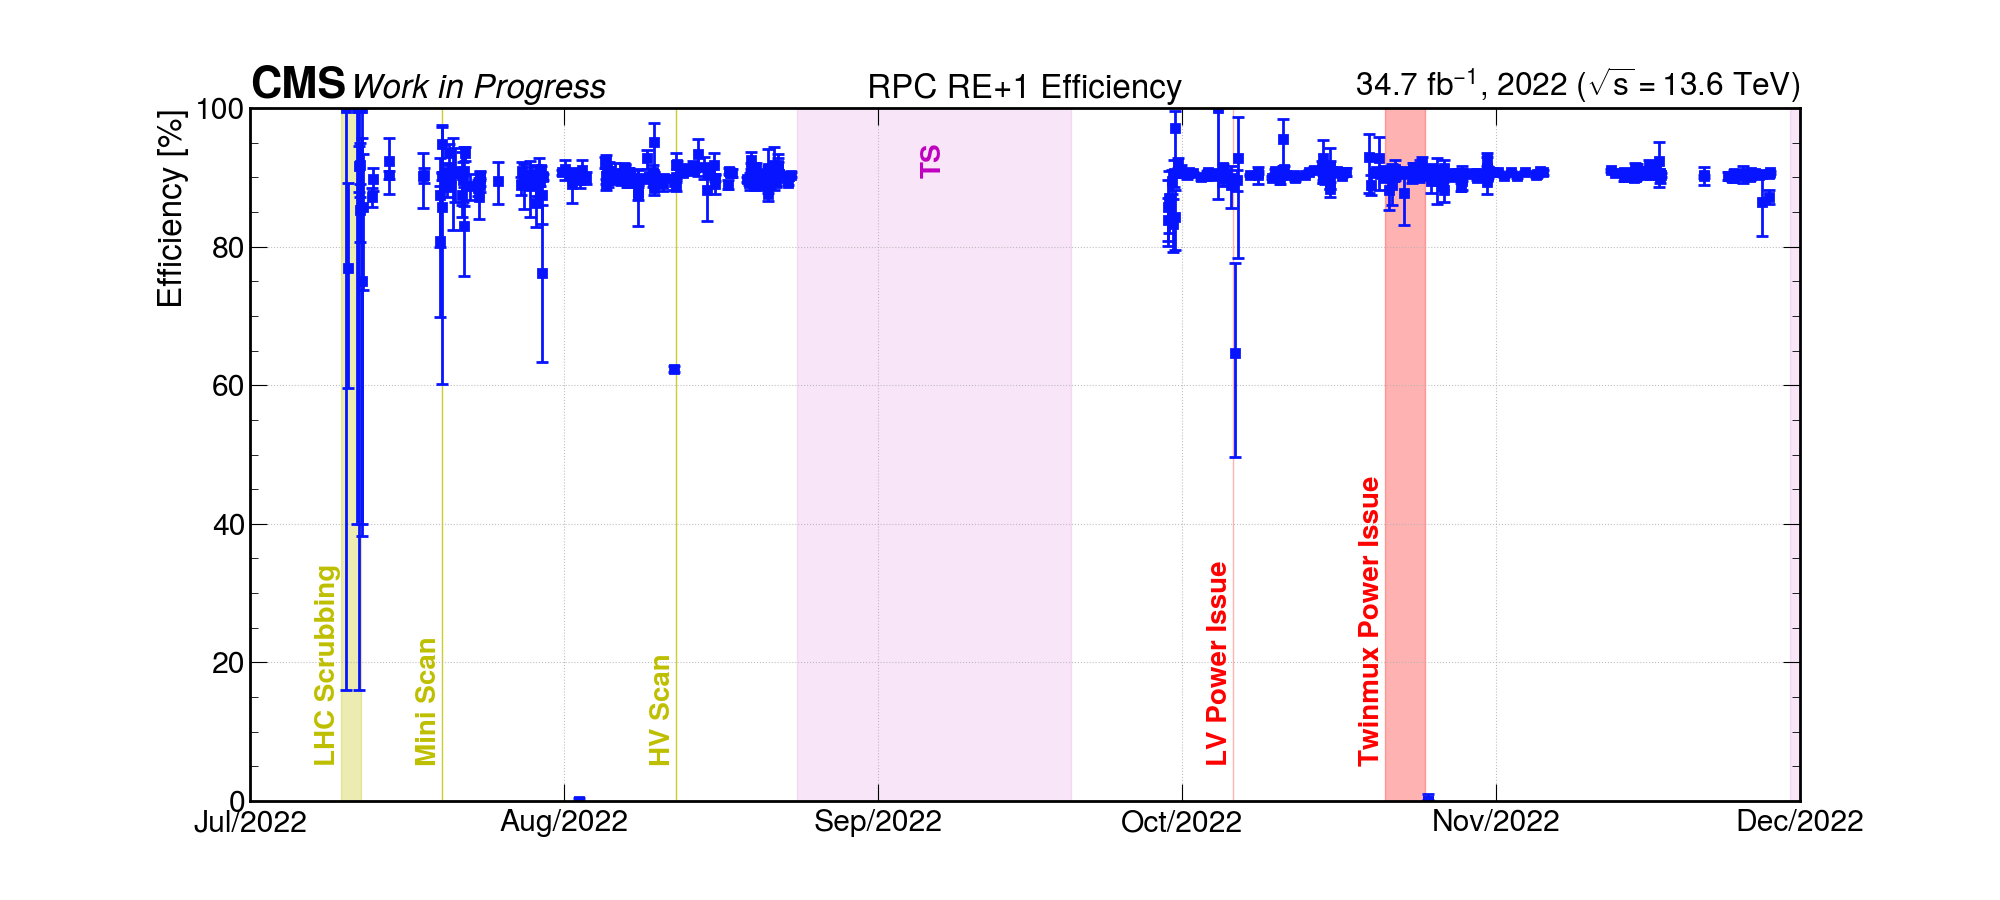 CMS Work in Progress RPC RE+1 Efficiency 34.7 fb⁻¹, 2022 (√s = 13.6 TeV)
Efficiency [%]
100
80
60
40
20
0
LHC Scrubbing
Mini Scan
HV Scan
TS
LV Power Issue
Twinmux Power Issue
Jul/2022 Aug/2022 Sep/2022 Oct/2022 Nov/2022 Dec/2022